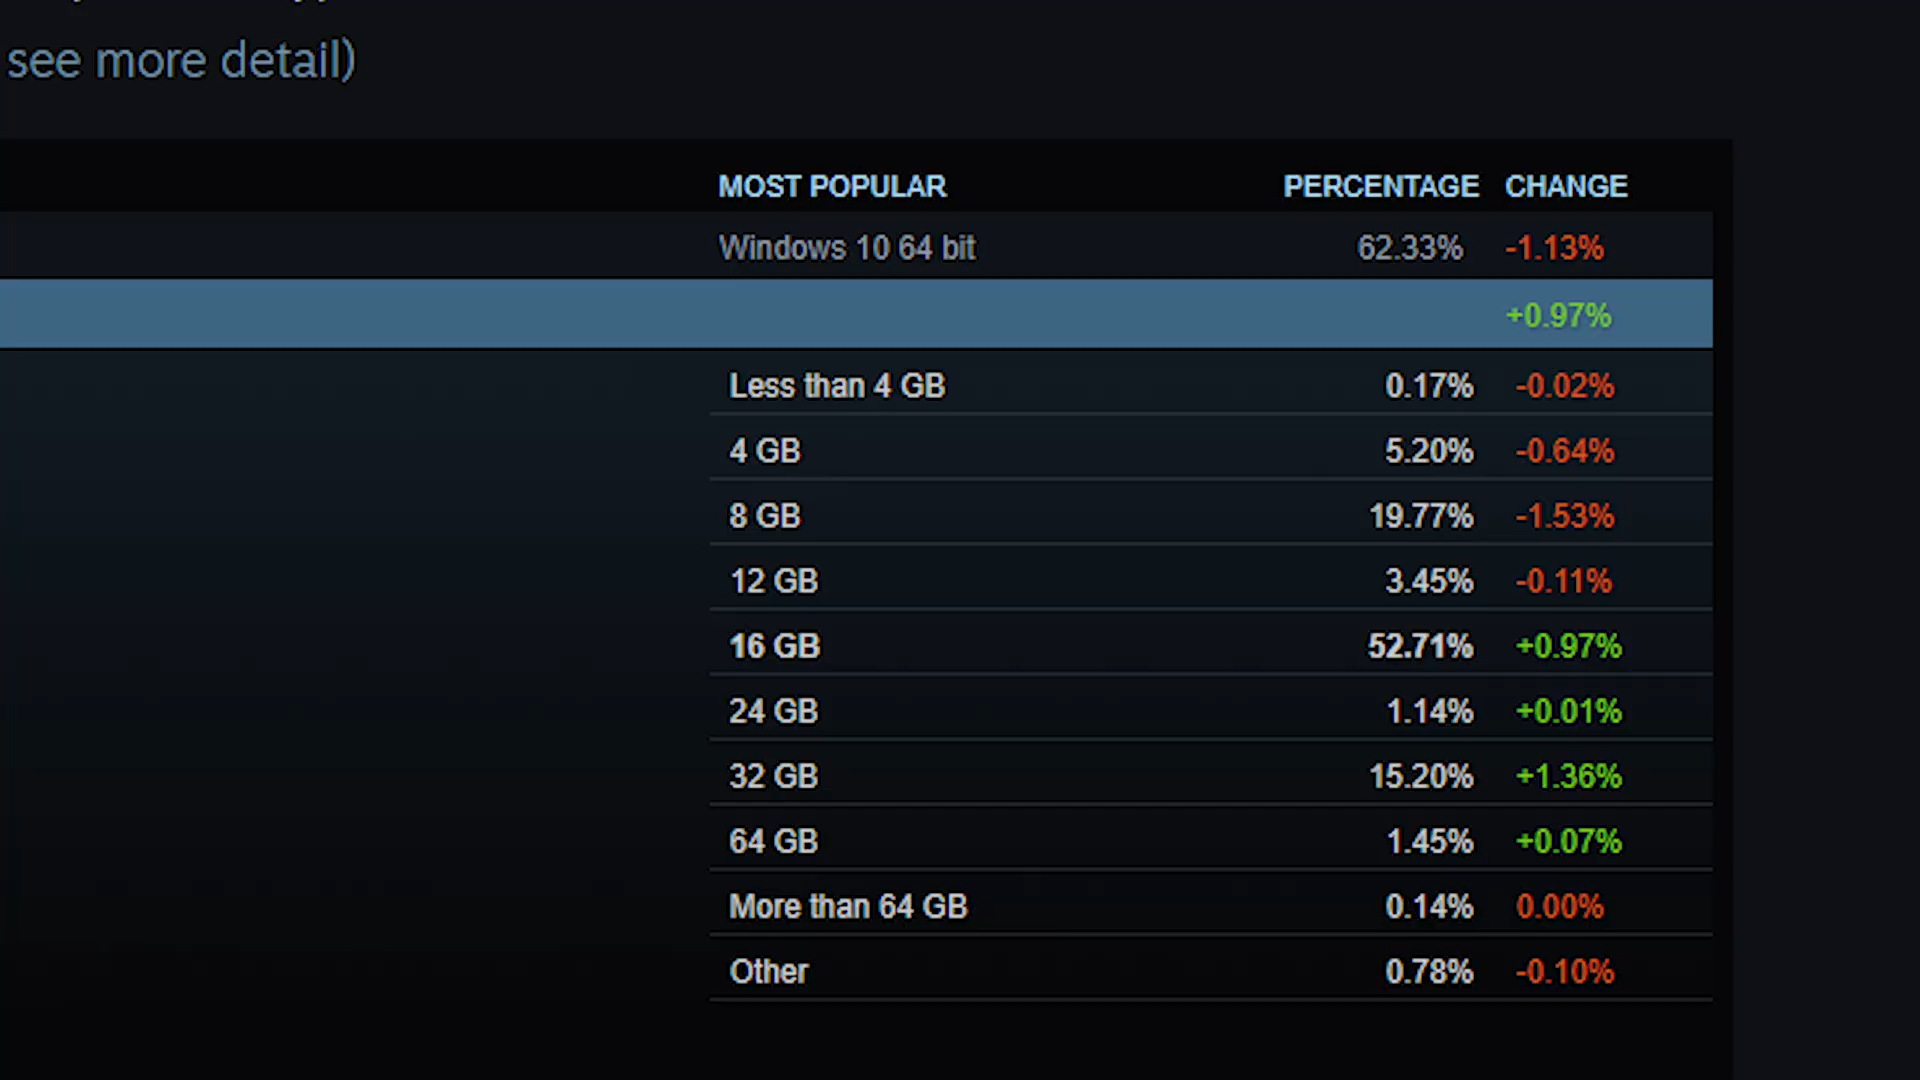 see more detail)
MOST POPULAR PERCENTAGE CHANGE
Windows 10 64 bit 62.33% -1.13%
+0.97%
Less than 4 GB 0.17% -0.02%
4 GB 5.20% -0.64%
8 GB 19.77% -1.53%
12 GB 3.45% -0.11%
16 GB 52.71% +0.97%
24 GB 1.14% +0.01%
32 GB 15.20% +1.36%
64 GB 1.45% +0.07%
More than 64 GB 0.14% 0.00%
Other 0.78% -0.10%